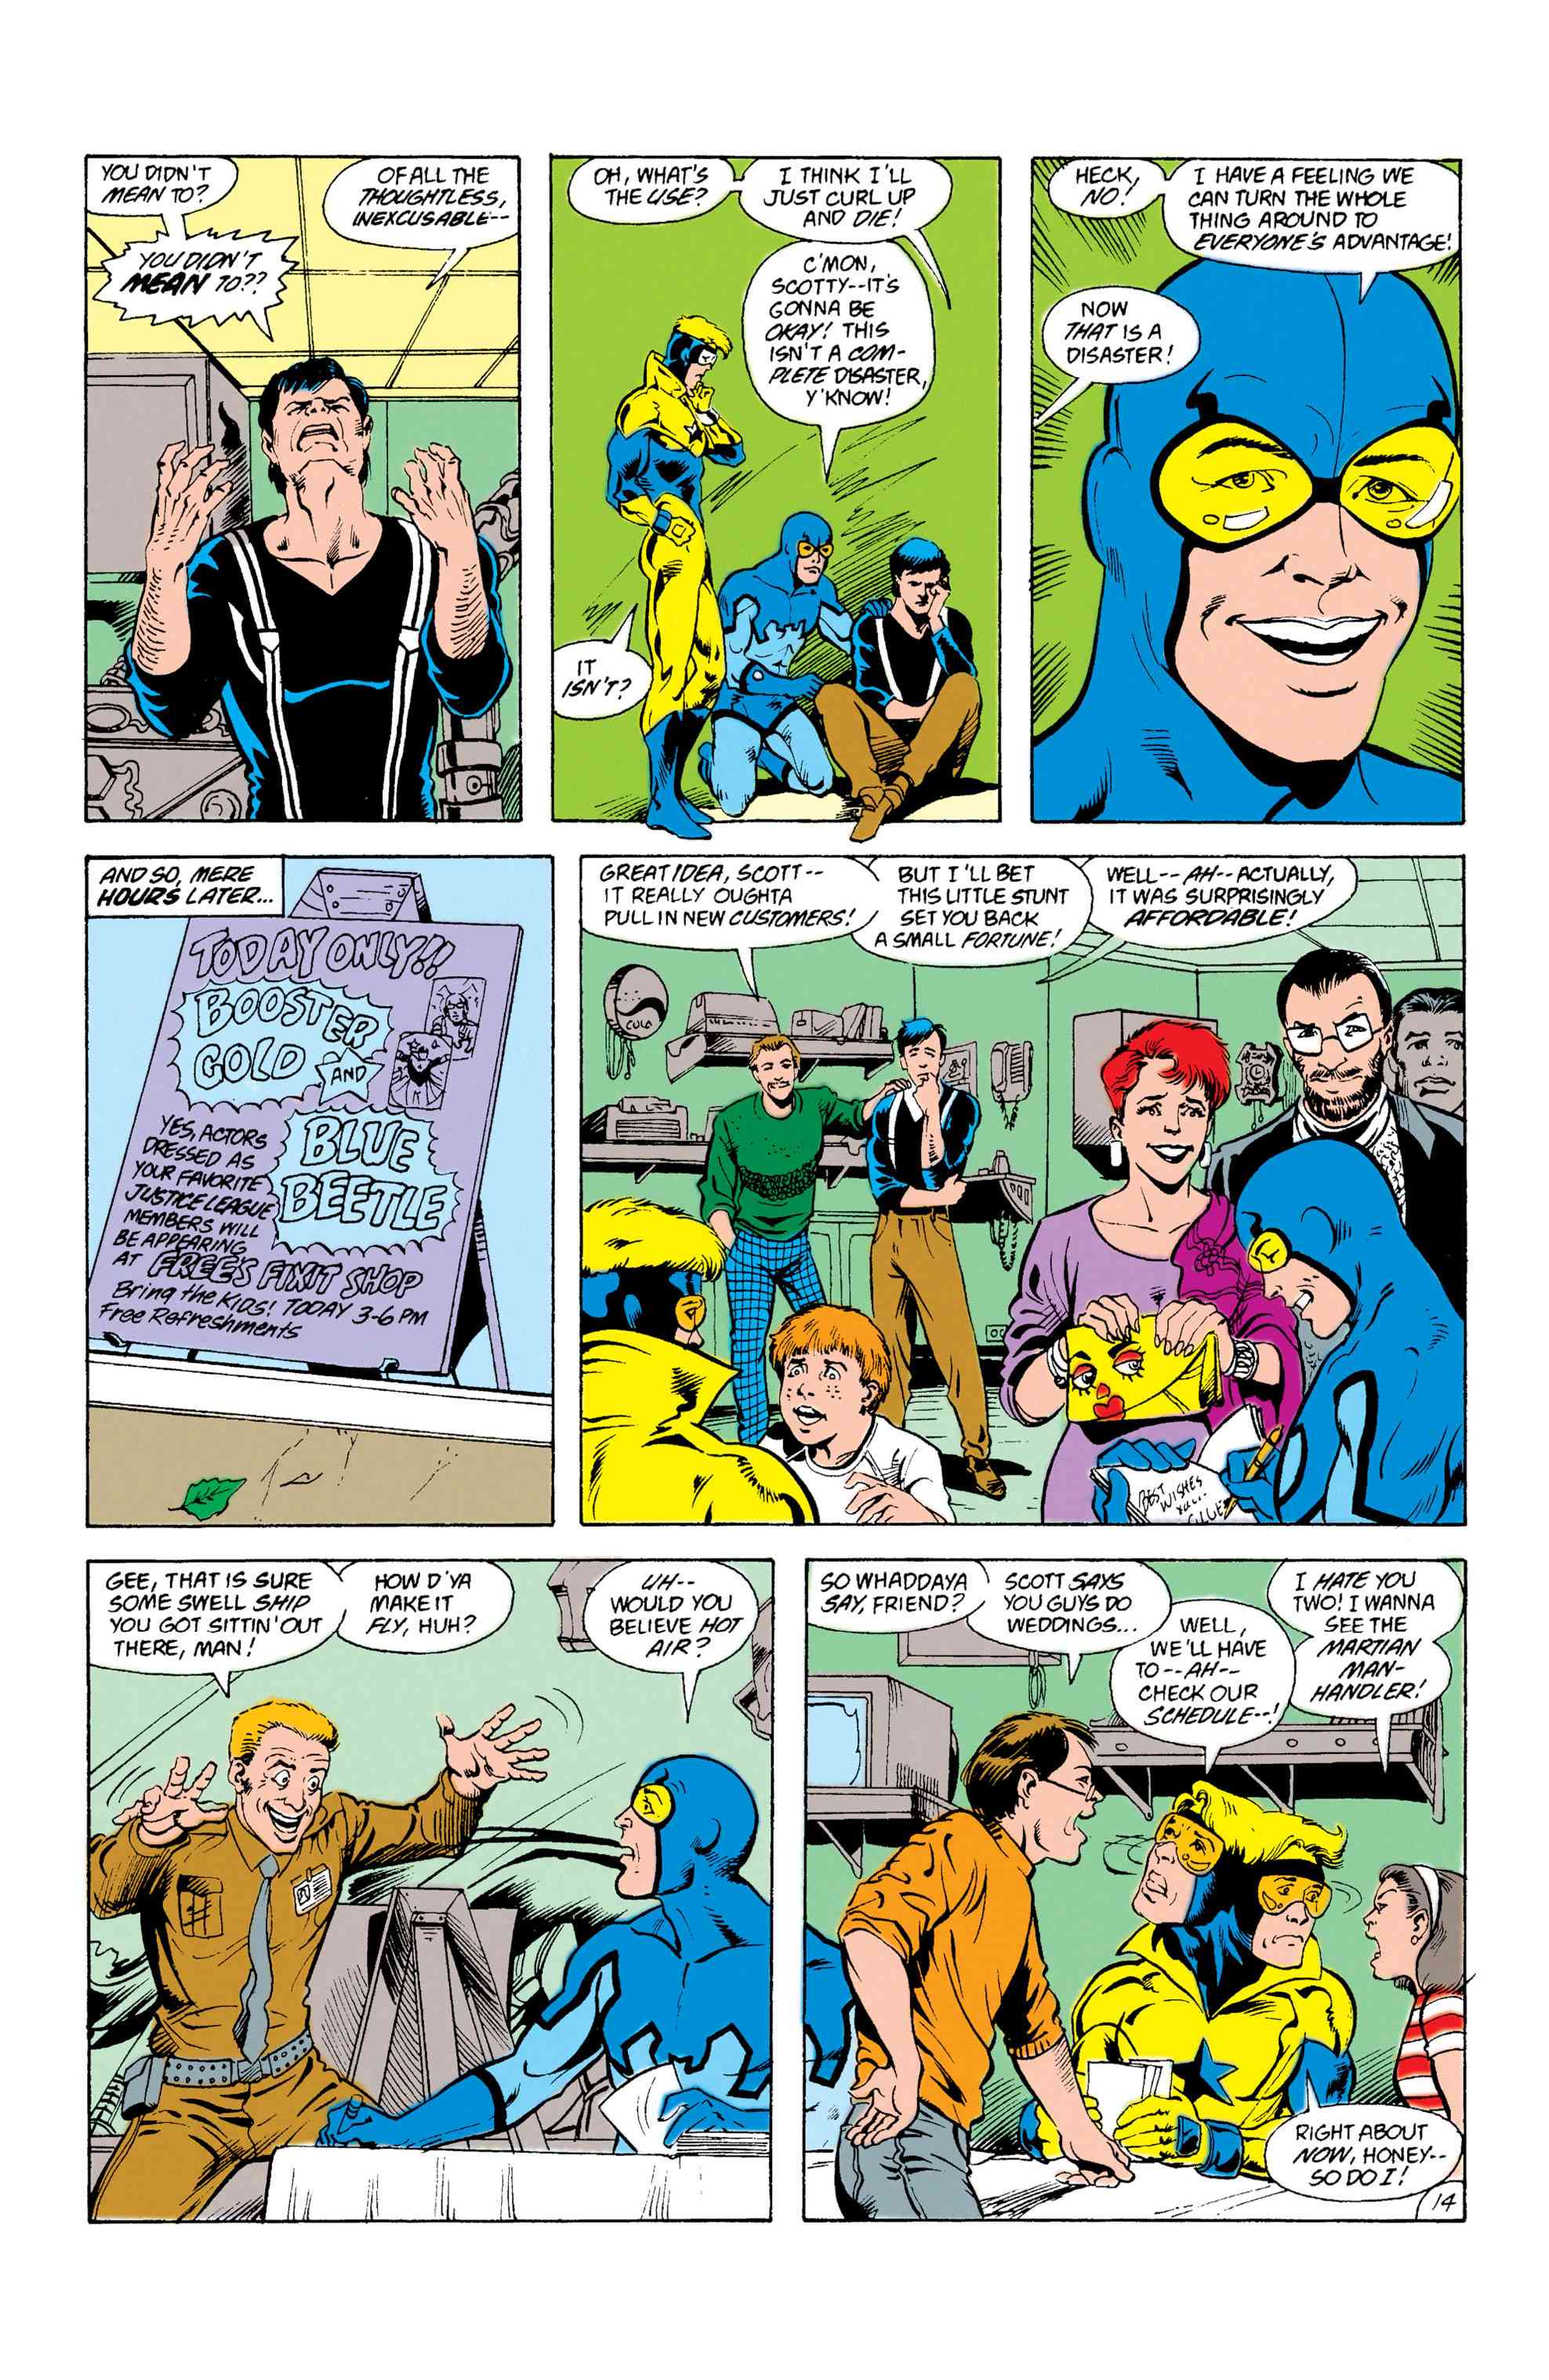 YOU DIDN'T
MEAN TO?
YOU DIDN'T
MEAN TO??
OF ALL THE
THOUGHTLESS,
INEXCUSABLE--
OH, WHAT'S
THE USE?
I THINK I'LL
JUST CURL UP
AND DIE!
C'MON,
SCOTTY--IT'S
GONNA BE
OKAY! THIS
ISN'T A COM-
PLETE DISASTER,
Y'KNOW!
IT
ISN'T?
HECK,
NO!
I HAVE A FEELING WE
CAN TURN THE WHOLE
THING AROUND TO
EVERYONE'S ADVANTAGE!
NOW
THAT IS A
DISASTER!
AND SO, MERE
HOURS LATER...
TODAY ONLY!!
BOOSTER
GOLD
AND
BLUE
BEETLE
YES, ACTORS
DRESSED AS
YOUR FAVORITE
JUSTICE LEAGUE
MEMBERS WILL
BE APPEARING
AT FREE'S FIXIT SHOP
Bring the Kids! TODAY 3-6 PM
Free Refreshments
GREAT IDEA, SCOTT--
IT REALLY OUGHTA
PULL IN NEW CUSTOMERS!
BUT I'LL BET
THIS LITTLE STUNT
SET YOU BACK
A SMALL FORTUNE!
WELL--AH--ACTUALLY,
IT WAS SURPRISINGLY
AFFORDABLE!
COLA
BEST
WISHES
GEE, THAT IS SURE
SOME SWELL SHIP
YOU GOT SITTIN' OUT
THERE, MAN!
HOW D'YA
MAKE IT
FLY, HUH?
UH--
WOULD YOU
BELIEVE HOT
AIR?
SO WHADDAYA
SAY, FRIEND?
SCOTT SAYS
YOU GUYS DO
WEDDINGS...
WELL,
WE'LL HAVE
TO--AH--
CHECK OUR
SCHEDULE--!
I HATE YOU
TWO! I WANNA
SEE THE
MARTIAN
MAN-
HANDLER!
RIGHT ABOUT
NOW, HONEY--
SO DO I!
14